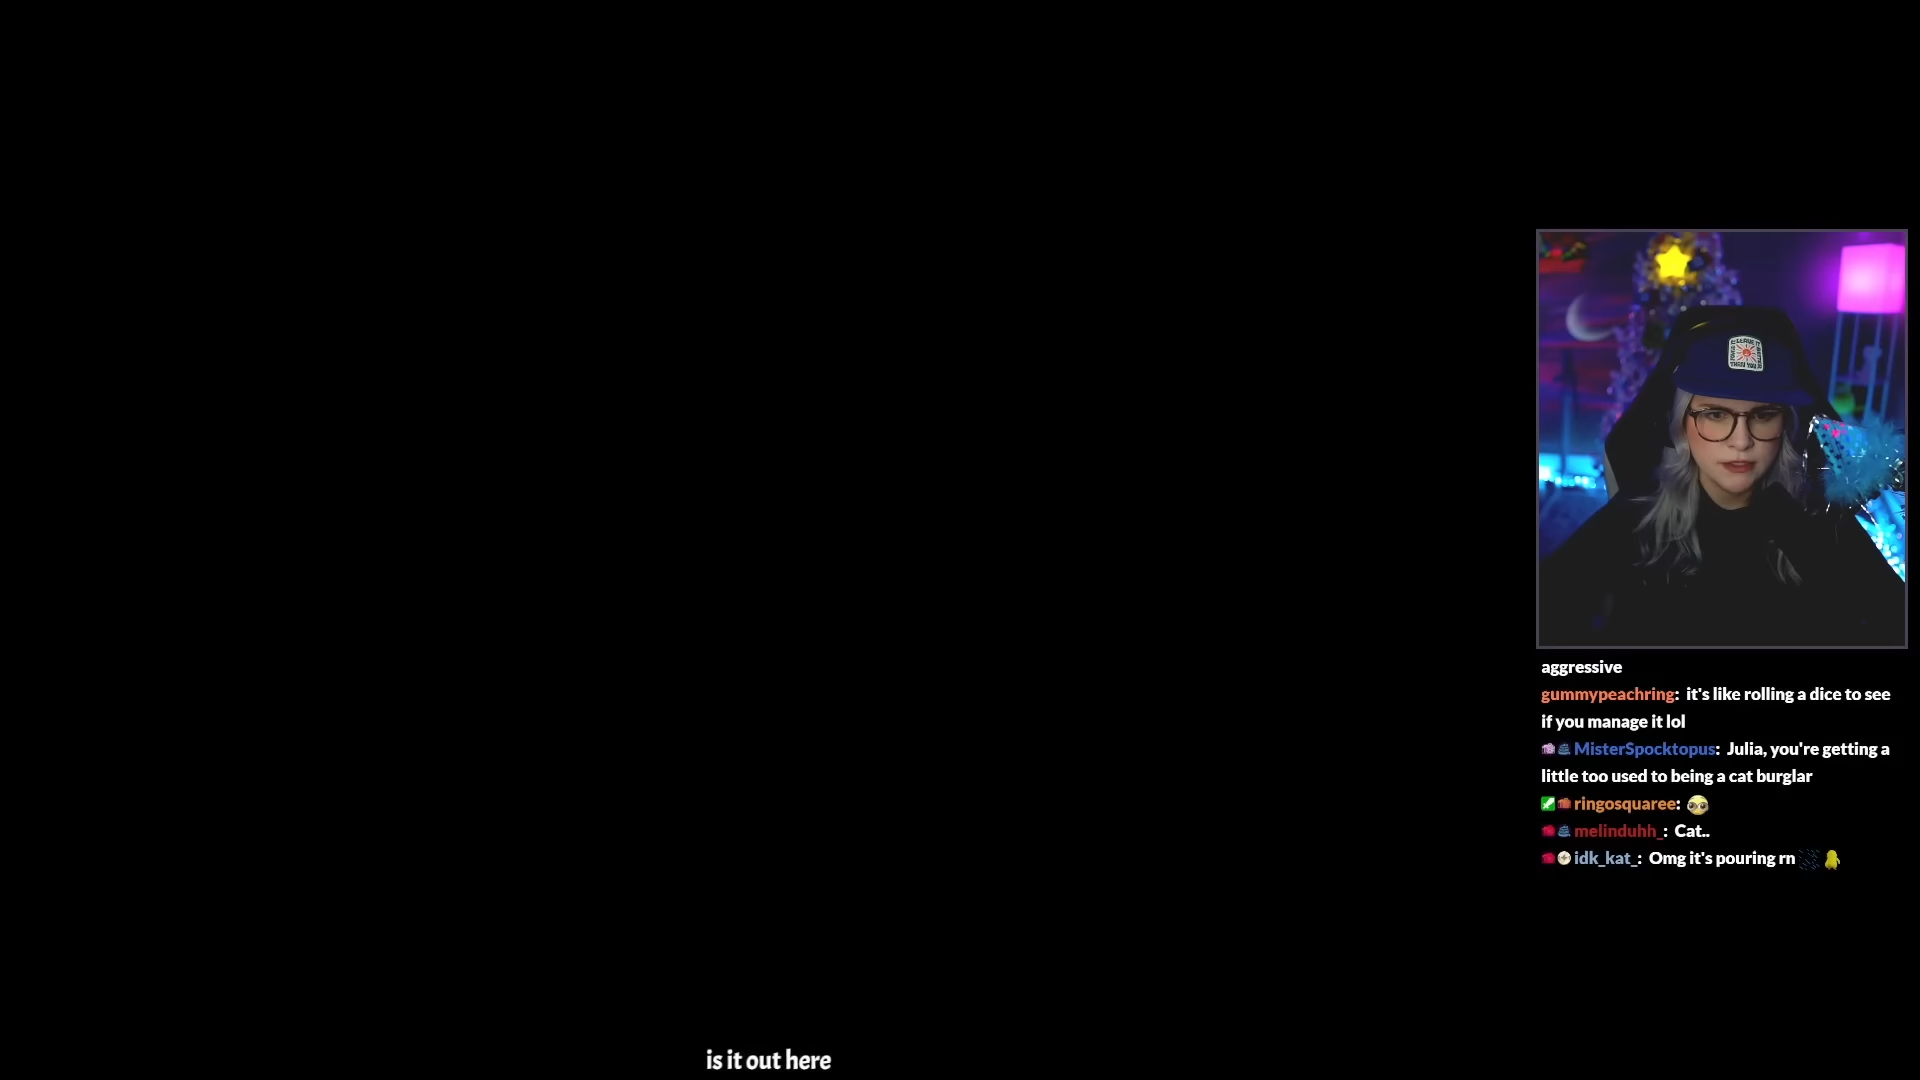 aggressive
gummypeachring: it's like rolling a dice to see
if you manage it lol
MisterSpocktopus: Julia, you're getting a
little too used to being a cat burglar
ringosquaree:
melinduhh_: Cat..
idk_kat_: Omg it's pouring rn
is it out here